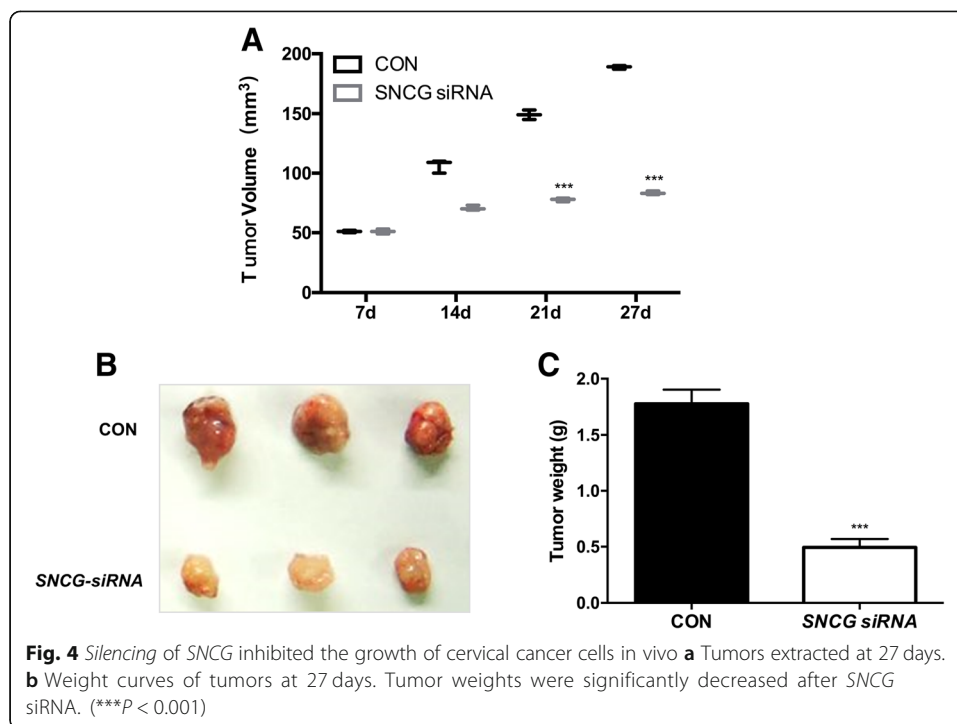 A
Tumor Volume (mm³)
200
150
100
50
0
CON
SNCG siRNA
***
***
7d
14d
21d
27d
B
CON
SNCG-siRNA
C
Tumor weight (g)
2.0
1.5
1.0
0.5
0.0
***
CON
SNCG siRNA
Fig. 4 Silencing of SNCG inhibited the growth of cervical cancer cells in vivo a Tumors extracted at 27 days.
b Weight curves of tumors at 27 days. Tumor weights were significantly decreased after SNCG
siRNA. (***P < 0.001)